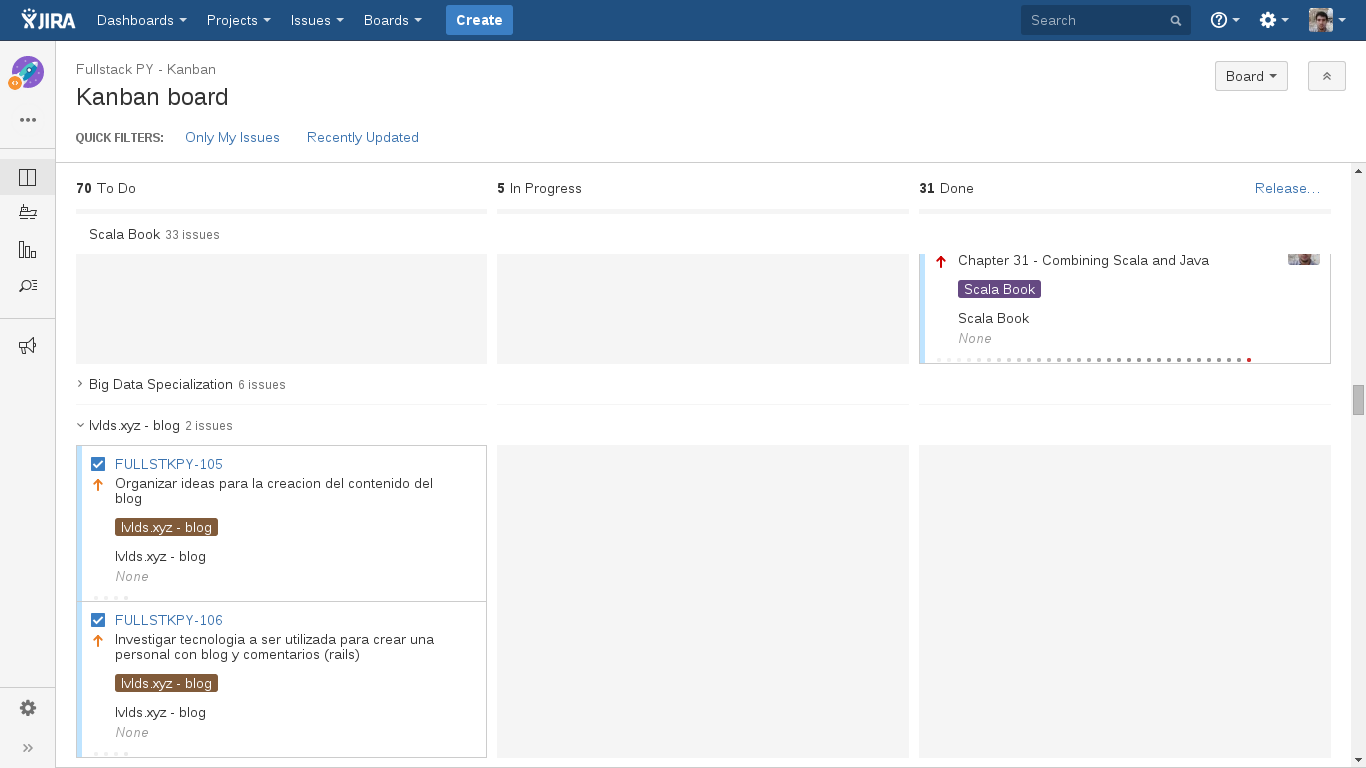 JIRA Dashboards Projects Issues Boards Create Search
Fullstack PY - Kanban
Kanban board
Board
QUICK FILTERS: Only My Issues Recently Updated
70 To Do 5 In Progress 31 Done Release...
Scala Book 33 issues
Chapter 31 - Combining Scala and Java
Scala Book
Scala Book
None
Big Data Specialization 6 issues
lvlds.xyz - blog 2 issues
FULLSTKPY-105
Organizar ideas para la creacion del contenido del
blog
lvlds.xyz - blog
lvlds.xyz - blog
None
FULLSTKPY-106
Investigar tecnologia a ser utilizada para crear una
personal con blog y comentarios (rails)
lvlds.xyz - blog
lvlds.xyz - blog
None